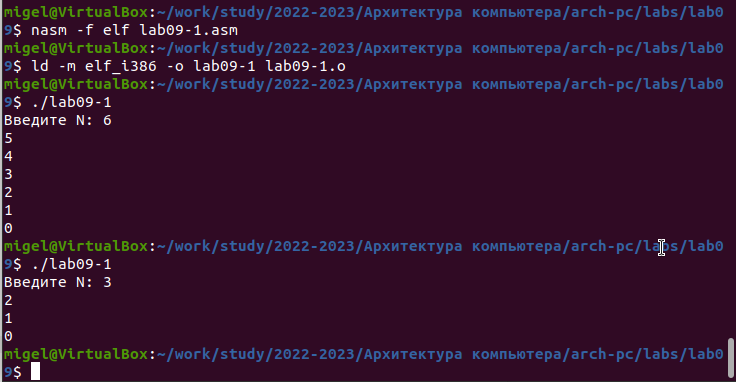 migel@VirtualBox:~/work/study/2022-2023/Архитектура компьютера/arch-pc/labs/lab0
9$ nasm -f elf lab09-1.asm
migel@VirtualBox:~/work/study/2022-2023/Архитектура компьютера/arch-pc/labs/lab0
9$ ld -m elf_i386 -o lab09-1 lab09-1.o
migel@VirtualBox:~/work/study/2022-2023/Архитектура компьютера/arch-pc/labs/lab0
9$ ./lab09-1
Введите N: 6
5
4
3
2
1
0
migel@VirtualBox:~/work/study/2022-2023/Архитектура компьютера/arch-pc/labs/lab0
9$ ./lab09-1
Введите N: 3
2
1
0
migel@VirtualBox:~/work/study/2022-2023/Архитектура компьютера/arch-pc/labs/lab0
9$